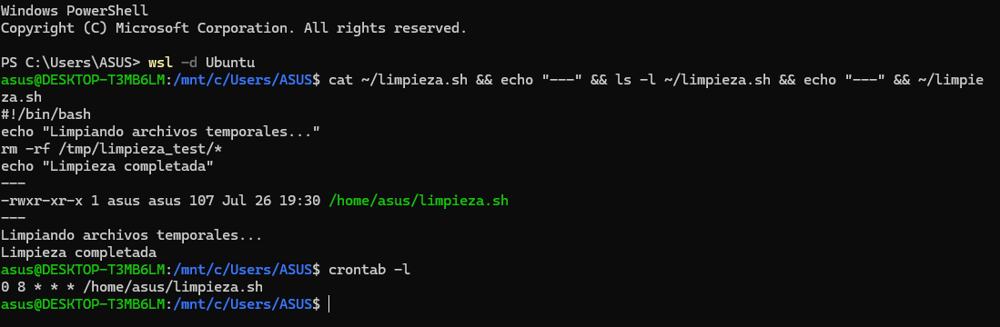 Windows PowerShell
Copyright (C) Microsoft Corporation. All rights reserved.
PS C:\Users\ASUS> wsl -d Ubuntu
asus@DESKTOP-T3MB6LM:/mnt/c/Users/ASUS$ cat ~/limpieza.sh && echo "---" && ls -l ~/limpieza.sh && echo "---" && ~/limpie
za.sh
#!/bin/bash
echo "Limpiando archivos temporales..."
rm -rf /tmp/limpieza_test/*
echo "Limpieza completada"
---
-rwxr-xr-x 1 asus asus 107 Jul 26 19:30 /home/asus/limpieza.sh
---
Limpiando archivos temporales...
Limpieza completada
asus@DESKTOP-T3MB6LM:/mnt/c/Users/ASUS$ crontab -l
0 8 * * * /home/asus/limpieza.sh
asus@DESKTOP-T3MB6LM:/mnt/c/Users/ASUS$